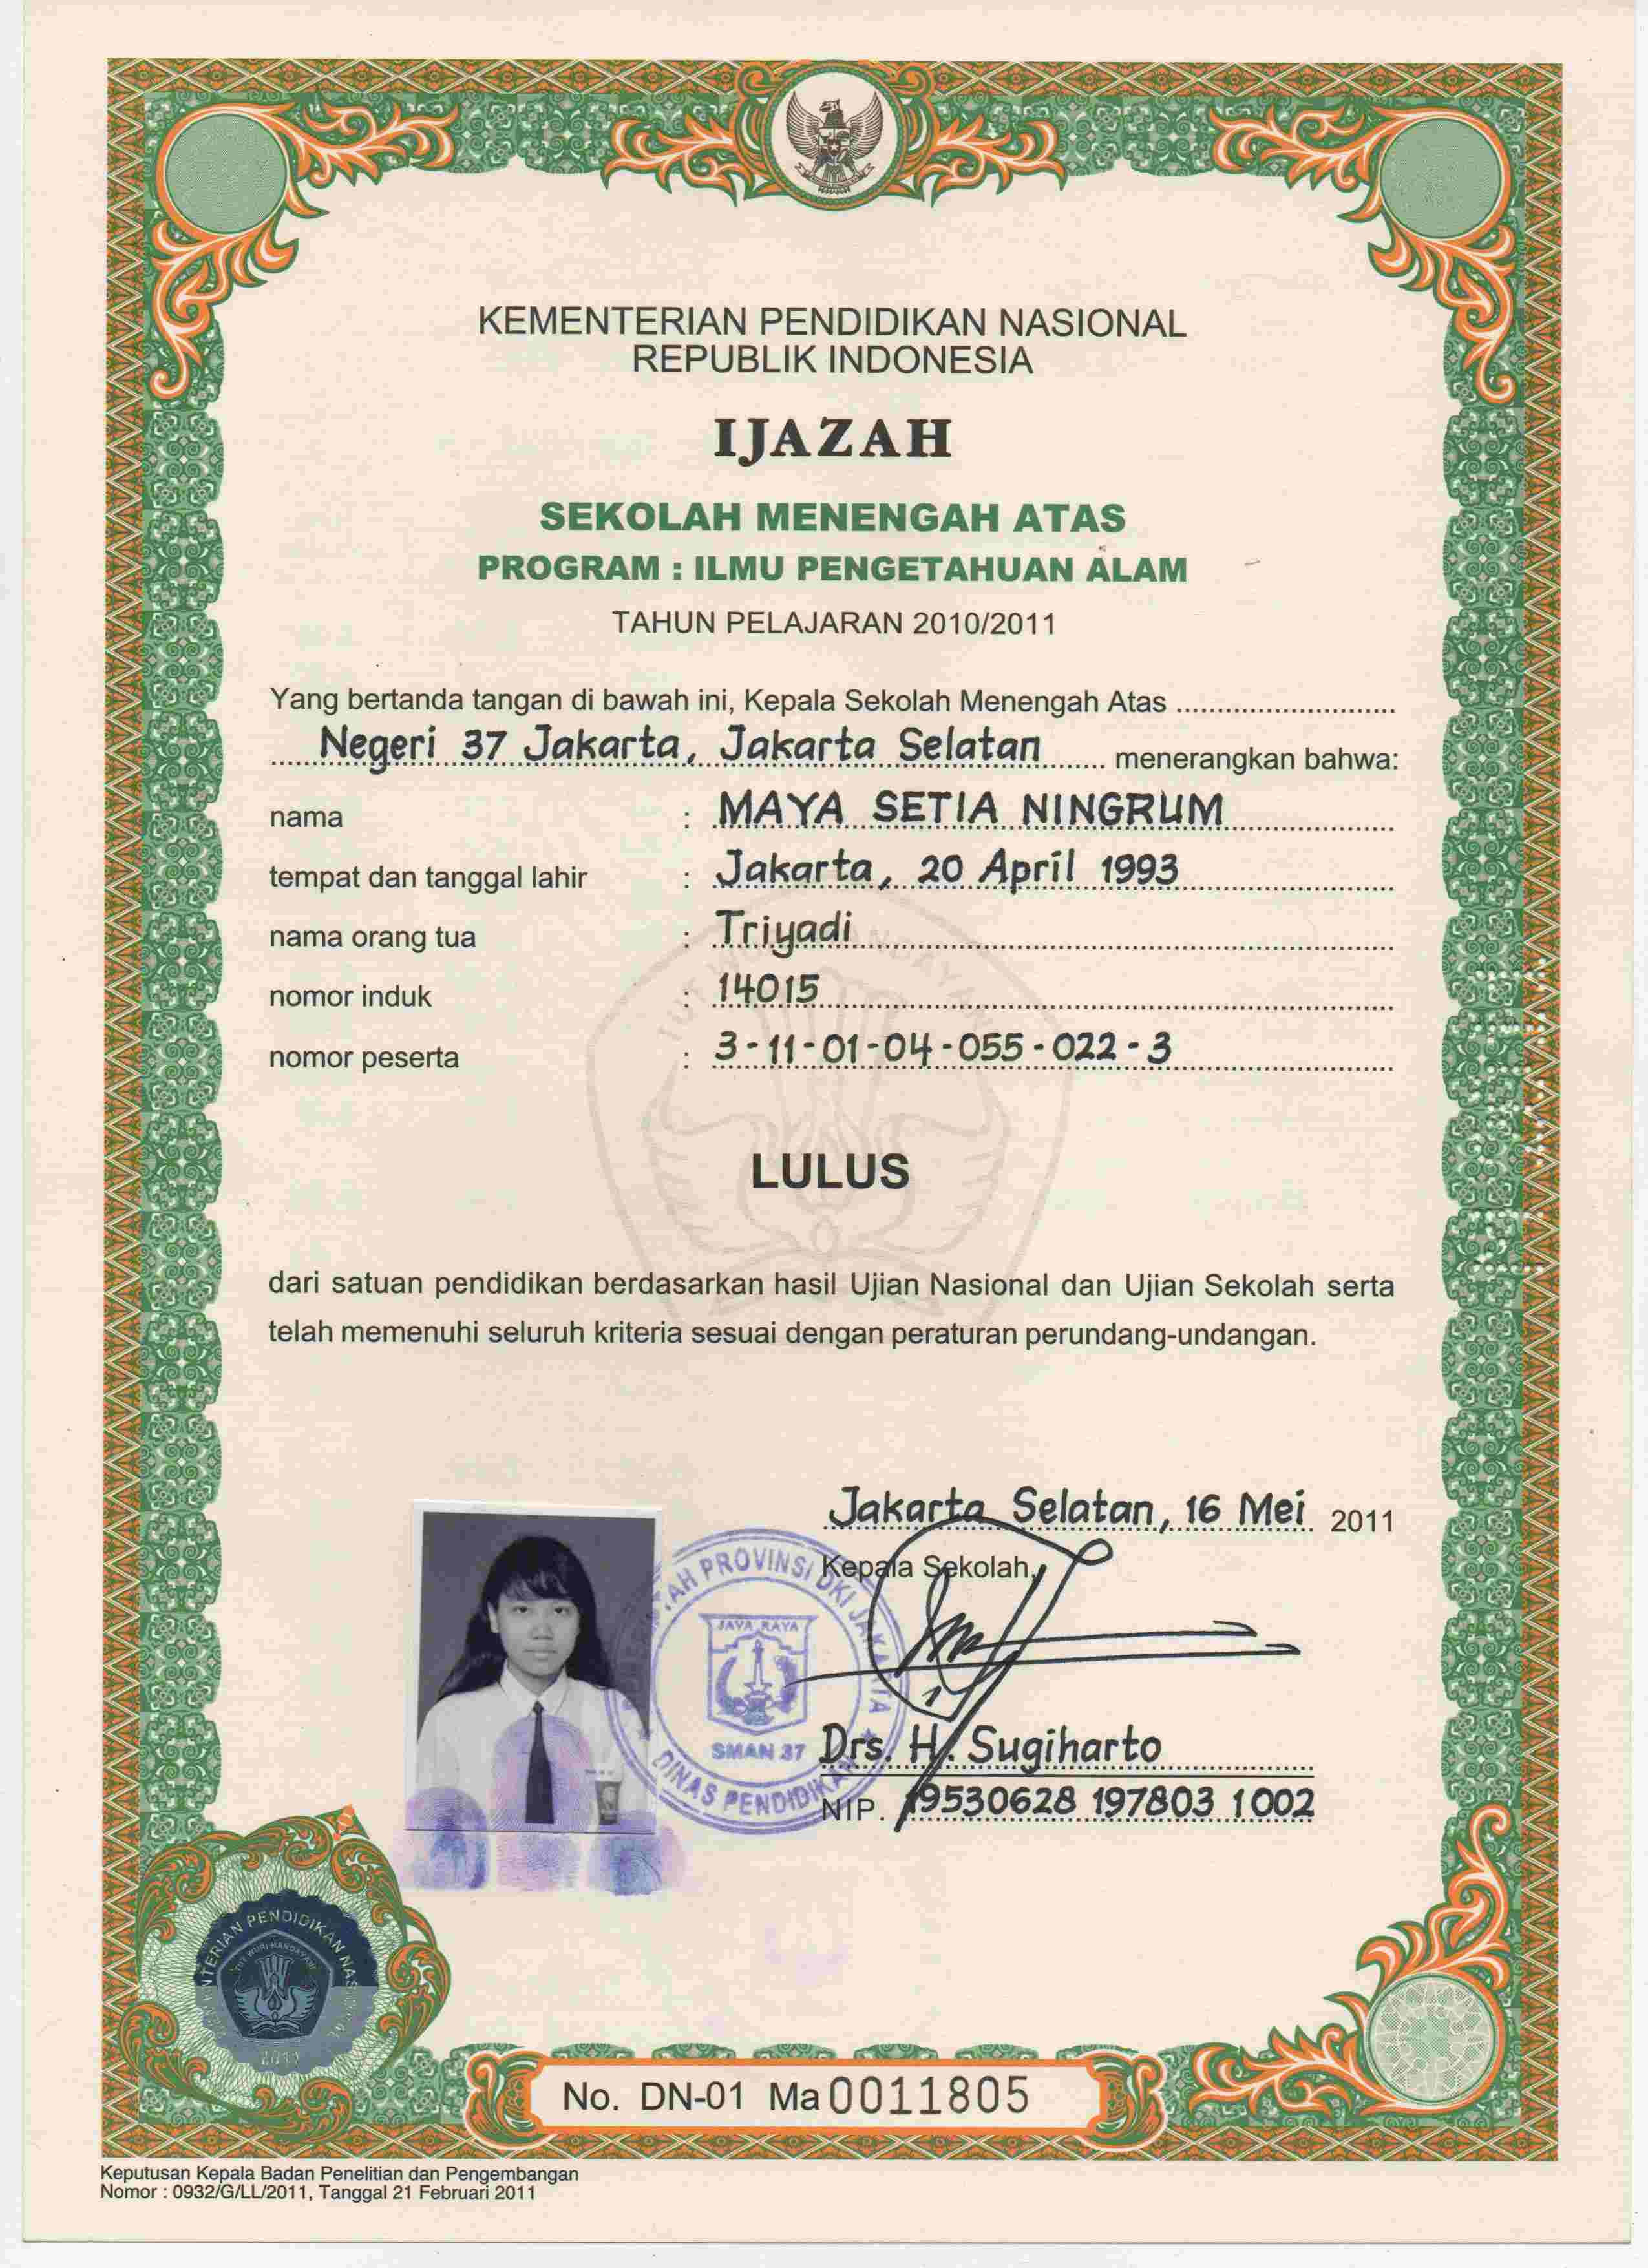 KEMENTERIAN PENDIDIKAN NASIONAL
REPUBLIK INDONESIA
IJAZAH
SEKOLAH MENENGAH ATAS
PROGRAM : ILMU PENGETAHUAN ALAM
TAHUN PELAJARAN 2010/2011
Yang bertanda tangan di bawah ini, Kepala Sekolah Menengah Atas
Negeri 37 Jakarta, Jakarta Selatan menerangkan bahwa:
nama : MAYA SETIA NINGRUM
tempat dan tanggal lahir : Jakarta, 20 April 1993
nama orang tua : Triyadi
nomor induk : 14015
nomor peserta : 3-11-01-04-055-022-3
LULUS
dari satuan pendidikan berdasarkan hasil Ujian Nasional dan Ujian Sekolah serta
telah memenuhi seluruh kriteria sesuai dengan peraturan perundang-undangan.
Jakarta Selatan, 16 Mei 2011
Kepala Sekolah,
PROVINSI DKI JAKARTA
JAYA RAYA
SMAN 37
DINAS PENDIDIKAN
Drs. H. Sugiharto
NIP. 19530628 197803 1002
PENDIDIKAN NAS
TUT WURI HANDAYANI
2011
No. DN-01 Ma 0011805
Keputusan Kepala Badan Penelitian dan Pengembangan
Nomor : 0932/G/LL/2011, Tanggal 21 Februari 2011